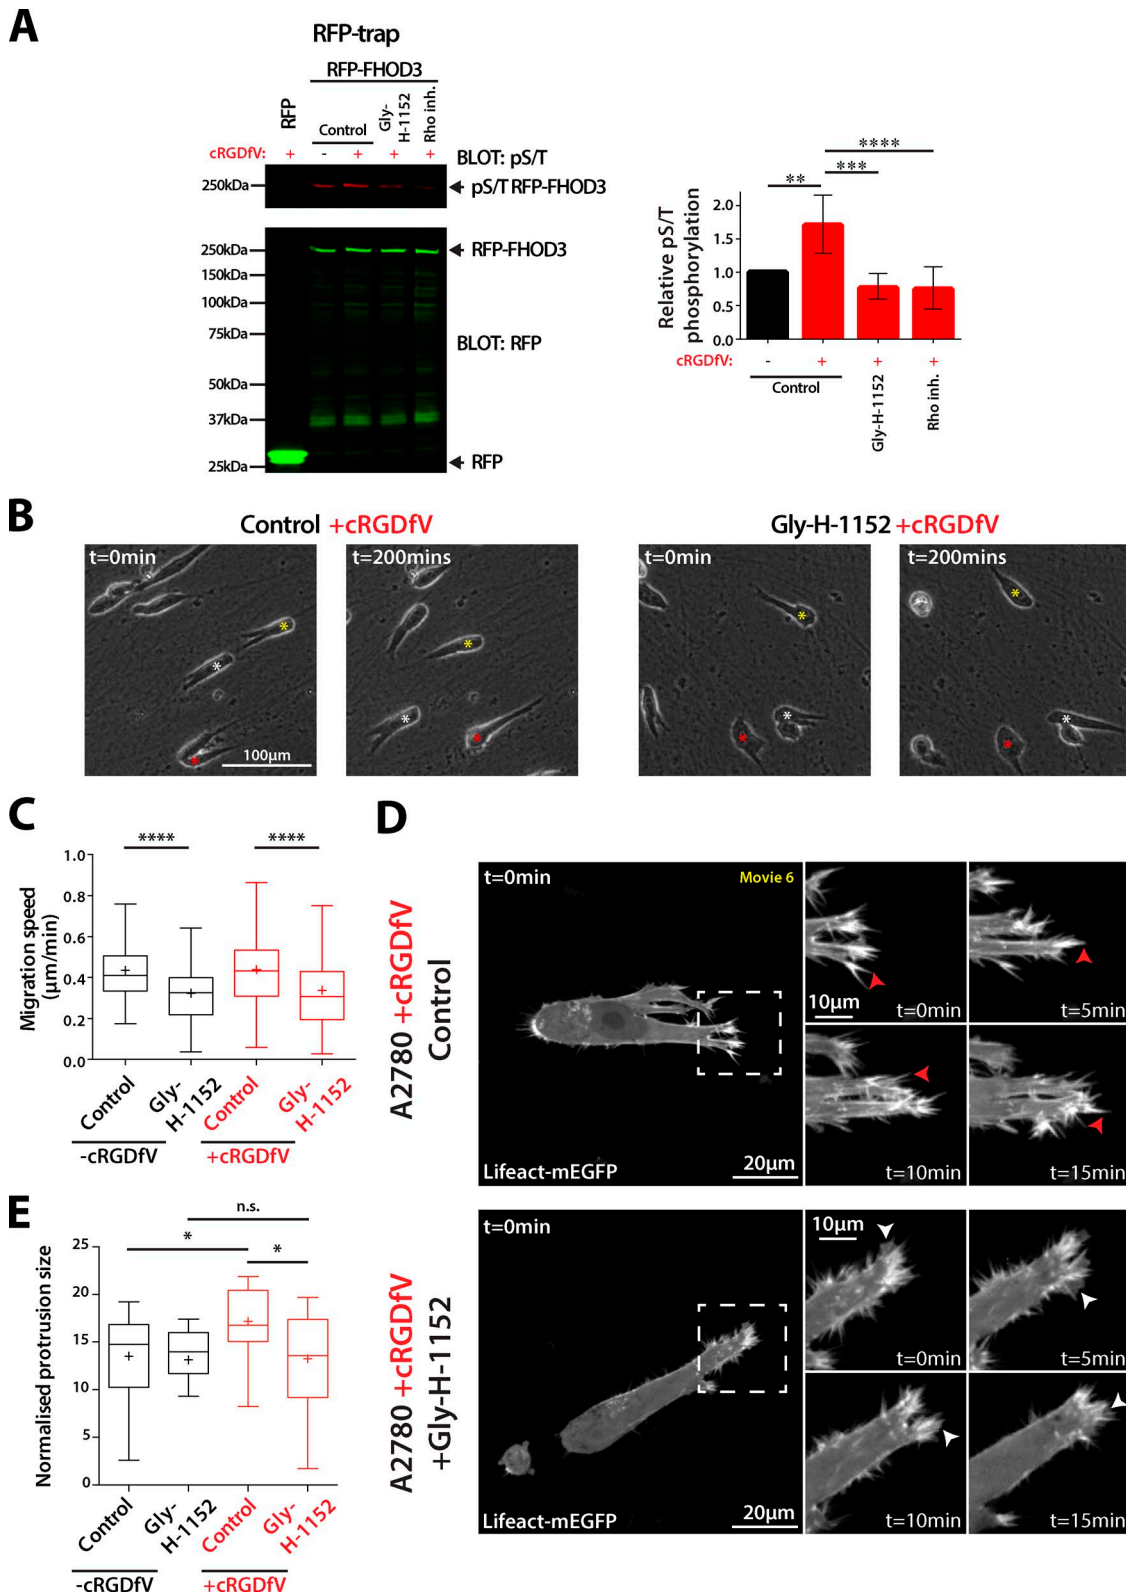 A
RFP-trap
RFP-FHOD3
RFP
Control
Gly-
H-1152
Rho inh.
cRGDfV: + - + + +
BLOT: pS/T
250kDa
pS/T RFP-FHOD3
250kDa
RFP-FHOD3
150kDa
100kDa
75kDa
BLOT: RFP
50kDa
37kDa
25kDa
RFP
Relative pS/T
phosphorylation
2.0
1.5
1.0
0.5
0.0
**
***
****
cRGDfV: - + + +
Control
Gly-H-1152
Rho inh.
B
Control +cRGDfV
Gly-H-1152 +cRGDfV
t=0min
t=200mins
t=0min
t=200mins
* * *
* * *
* * *
* * *
100µm
C
Migration speed
(µm/min)
1.0
0.8
0.6
0.4
0.2
0.0
****
****
Control
Gly-
H-1152
Control
Gly-
H-1152
-cRGDfV
+cRGDfV
D
A2780 +cRGDfV
Control
t=0min
Movie 6
Lifeact-mEGFP
20µm
10µm
t=0min
t=5min
t=10min
t=15min
A2780 +cRGDfV
+Gly-H-1152
t=0min
Lifeact-mEGFP
20µm
10µm
t=0min
t=5min
t=10min
t=15min
E
Normalised protrusion size
25
20
15
10
5
0
n.s.
*
*
Control
Gly-
H-1152
Control
Gly-
H-1152
-cRGDfV
+cRGDfV